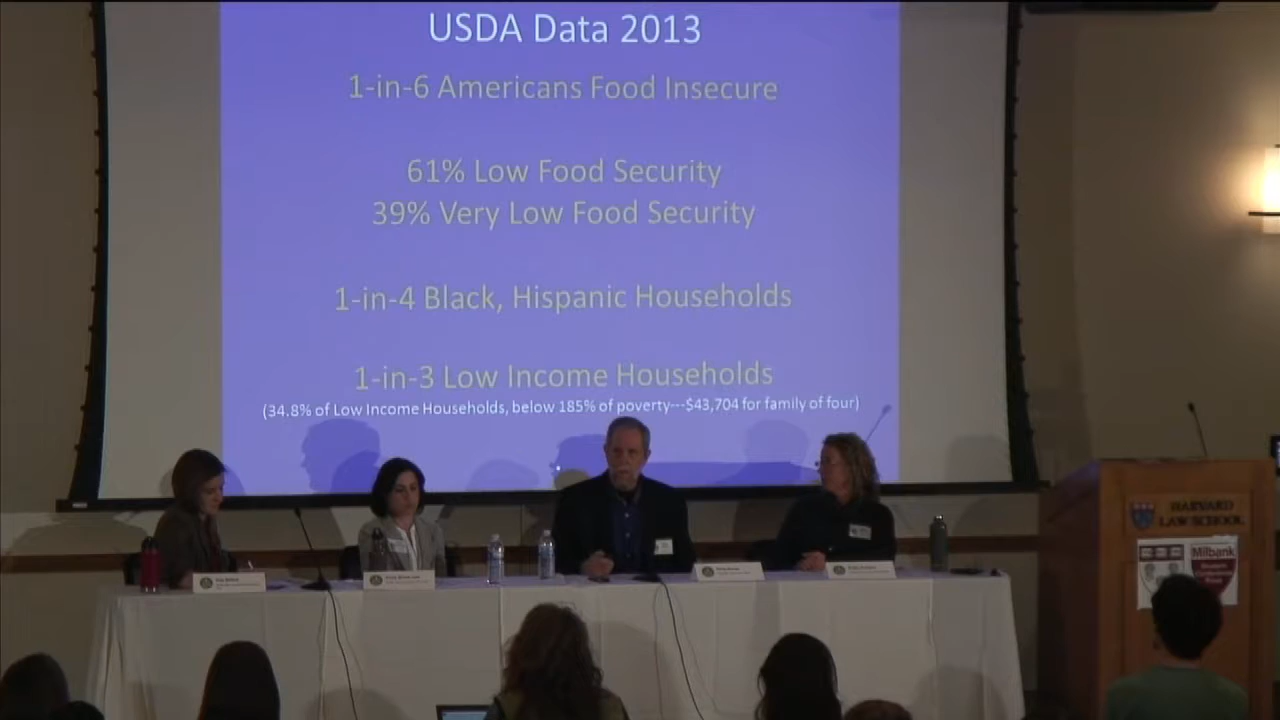 USDA Data 2013
1-in-6 Americans Food Insecure
61% Low Food Security
39% Very Low Food Security
1-in-4 Black, Hispanic Households
1-in-3 Low Income Households
(34.8% of Low Income Households, below 185% of poverty---$43,704 for family of four)
HARVARD
LAW SCHOOL
Milbank